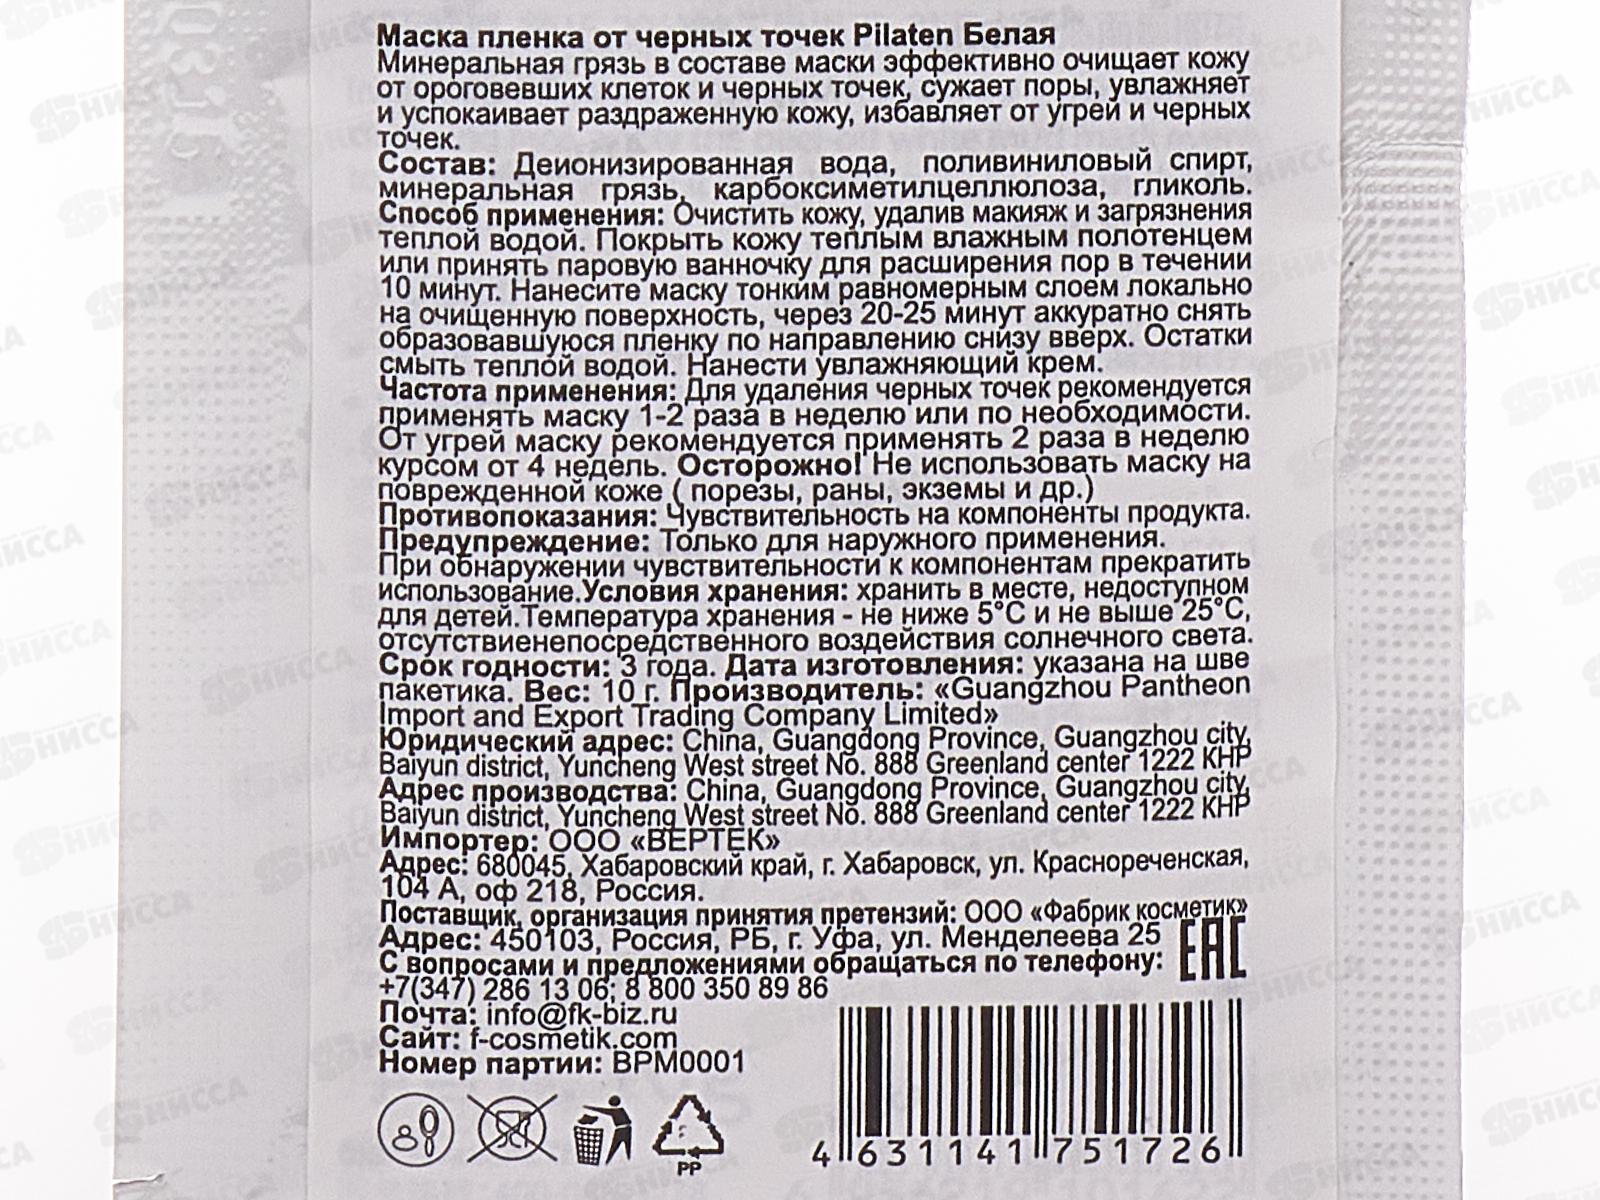 Маска пленка от черных точек Pilaten Белая
Минеральная грязь в составе маски эффективно очищает кожу
от ороговевших клеток и черных точек, сужает поры, увлажняет
и успокаивает раздраженную кожу, избавляет от угрей и черных
точек.
Состав: Деионизированная вода, поливиниловый спирт,
минеральная грязь, карбоксиметилцеллюлоза, гликоль.
Способ применения: Очистить кожу, удалив макияж и загрязнения
теплой водой. Покрыть кожу теплым влажным полотенцем
или принять паровую ванночку для расширения пор в течении
10 минут. Нанесите маску тонким равномерным слоем локально
на очищенную поверхность, через 20-25 минут аккуратно снять
образовавшуюся пленку по направлению снизу вверх. Остатки
смыть теплой водой. Нанести увлажняющий крем.
Частота применения: Для удаления черных точек рекомендуется
применять маску 1-2 раза в неделю или по необходимости.
От угрей маску рекомендуется применять 2 раза в неделю
курсом от 4 недель. Осторожно! Не использовать маску на
поврежденной коже ( порезы, раны, экземы и др.)
Противопоказания: Чувствительность на компоненты продукта.
Предупреждение: Только для наружного применения.
При обнаружении чувствительности к компонентам прекратить
использование.Условия хранения: хранить в месте, недоступном
для детей.Температура хранения - не ниже 5°C и не выше 25°C,
отсутствиенепосредственного воздействия солнечного света.
Срок годности: 3 года. Дата изготовления: указана на шве
пакетика. Вес: 10 г. Производитель: «Guangzhou Pantheon
Import and Export Trading Company Limited»
Юридический адрес: China, Guangdong Province, Guangzhou city,
Baiyun district, Yuncheng West street No. 888 Greenland center 1222 КНР
Адрес производства: China, Guangdong Province, Guangzhou city,
Baiyun district, Yuncheng West street No. 888 Greenland center 1222 КНР
Импортер: ООО «ВЕРТЕК»
Адрес: 680045, Хабаровский край, г. Хабаровск, ул. Краснореченская,
104 А, оф 218, Россия.
Поставщик, организация принятия претензий: ООО «Фабрик косметик»
Адрес: 450103, Россия, РБ, г. Уфа, ул. Менделеева 25
EAC
С вопросами и предложениями обращаться по телефону:
+7(347) 286 13 06; 8 800 350 89 86
Почта: info@fk-biz.ru
Сайт: f-cosmetik.com
Номер партии: BPM0001
PP
4 631141 751726
НИССА